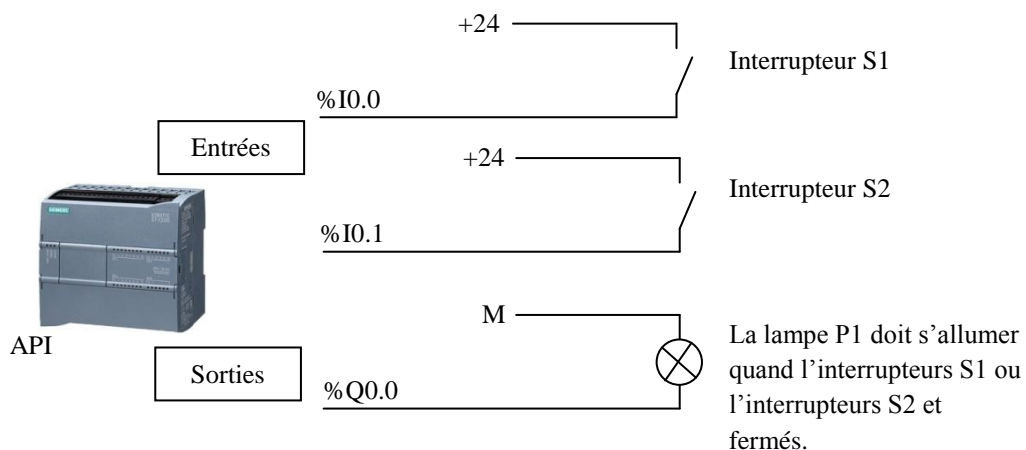 +24
Interrupteur S1
%I0.0
Entrées
+24
Interrupteur S2
SIEMENS
%I0.1
M
API
La lampe P1 doit s’allumer
quand l’interrupteurs S1 ou
l’interrupteurs S2 et
fermés.
Sorties
%Q0.0